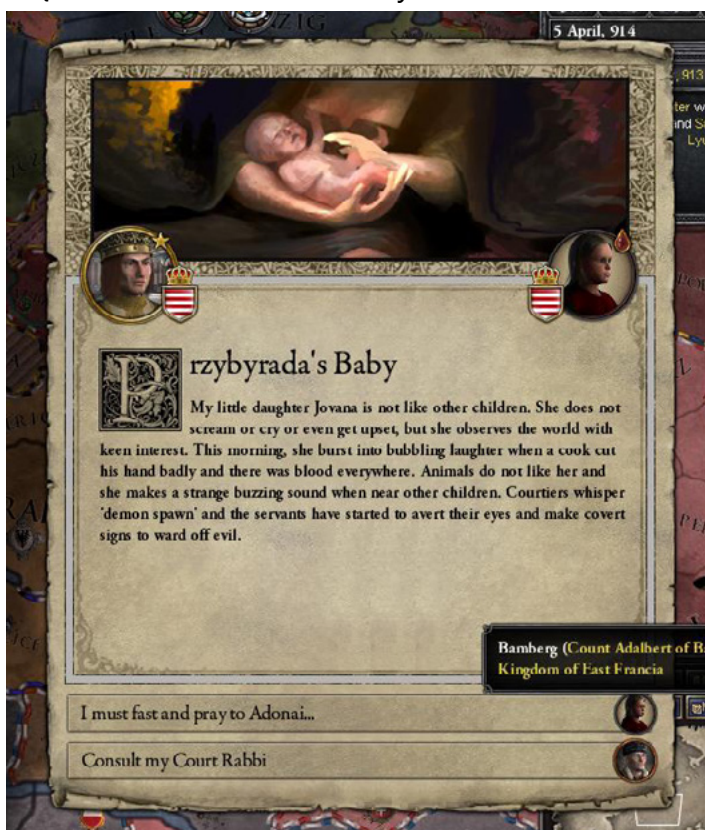 ZIG
5 April, 914
, 913
ter w
nd S
Lyd
Przybyrada's Baby
My little daughter Jovana is not like other children. She does not
scream or cry or even get upset, but she observes the world with
keen interest. This morning, she burst into bubbling laughter when a cook cut
his hand badly and there was blood everywhere. Animals do not like her and
she makes a strange buzzing sound when near other children. Courtiers whisper
'demon spawn' and the servants have started to avert their eyes and make covert
signs to ward off evil.
Bamberg (Count Adalbert of B
Kingdom of East Francia
I must fast and pray to Adonai...
Consult my Court Rabbi